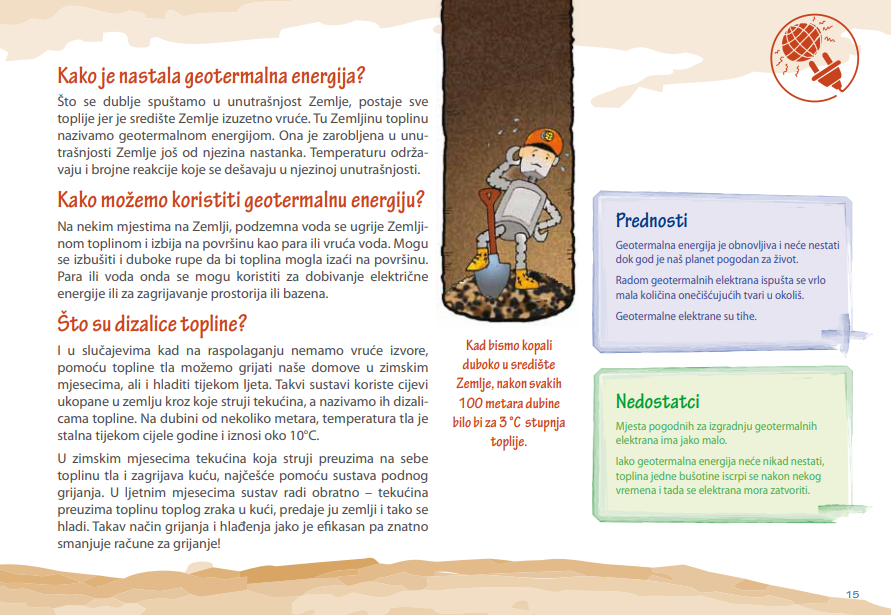 Kako je nastala geotermalna energija?
Što se dublje spuštamo u unutrašnjost Zemlje, postaje sve
toplije jer je središte Zemlje izuzetno vruće. Tu Zemljinu toplinu
nazivamo geotermalnom energijom. Ona je zarobljena u unu-
trašnjosti Zemlje još od njezina nastanka. Temperaturu održa-
vaju i brojne reakcije koje se dešavaju u njezinoj unutrašnjosti.
Kako možemo koristiti geotermalnu energiju?
Na nekim mjestima na Zemlji, podzemna voda se ugrije Zemlji-
nom toplinom i izbija na površinu kao para ili vruća voda. Mogu
se izbušiti i duboke rupe da bi toplina mogla izaći na površinu.
Para ili voda onda se mogu koristiti za dobivanje električne
energije ili za zagrijavanje prostorija ili bazena.
Što su dizalice topline?
I u slučajevima kad na raspolaganju nemamo vruće izvore,
pomoću topline tla možemo grijati naše domove u zimskim
mjesecima, ali i hladiti tijekom ljeta. Takvi sustavi koriste cijevi
ukopane u zemlju kroz koje struji tekućina, a nazivamo ih dizali-
cama topline. Na dubini od nekoliko metara, temperatura tla je
stalna tijekom cijele godine i iznosi oko 10°C.
U zimskim mjesecima tekućina koja struji preuzima na sebe
toplinu tla i zagrijava kuću, najčešće pomoću sustava podnog
grijanja. U ljetnim mjesecima sustav radi obratno – tekućina
preuzima toplinu toplog zraka u kući, predaje ju zemlji i tako se
hladi. Takav način grijanja i hlađenja jako je efikasan pa znatno
smanjuje račune za grijanje!
Kad bismo kopali
duboko u središte
Zemlje, nakon svakih
100 metara dubine
bilo bi za 3 °C stupnja
toplije.
Prednosti
Geotermalna energija je obnovljiva i neće nestati
dok god je naš planet pogodan za život.
Radom geotermalnih elektrana ispušta se vrlo
mala količina onečišćujućih tvari u okoliš.
Geotermalne elektrane su tihe.
Nedostatci
Mjesta pogodnih za izgradnju geotermalnih
elektrana ima jako malo.
Iako geotermalna energija neće nikad nestati,
toplina jedne bušotine iscrpi se nakon nekog
vremena i tada se elektrana mora zatvoriti.
15